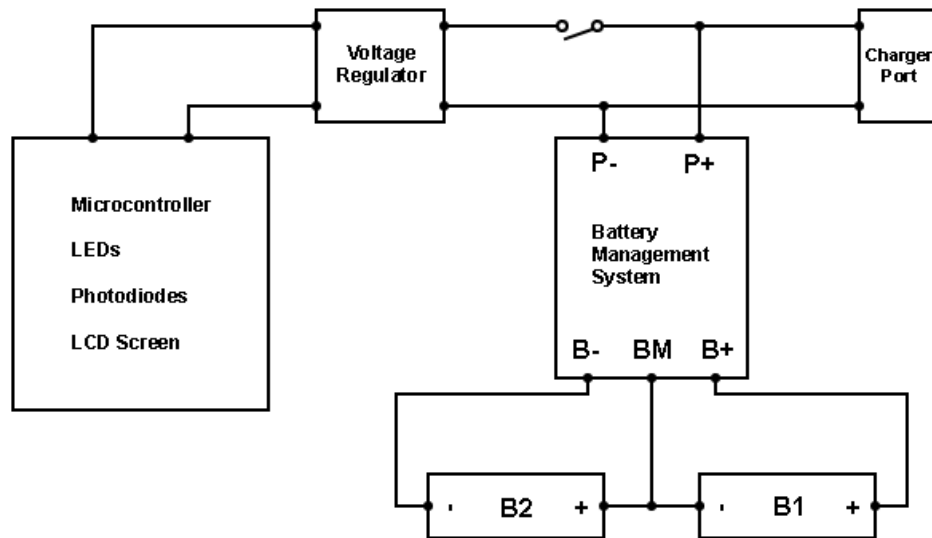 Voltage
Regulator
Charger
Port
P-
P+
Microcontroller
LEDs
Photodiodes
LCD Screen
Battery
Management
System
B-
BM
B+
-
B2
+
-
B1
+